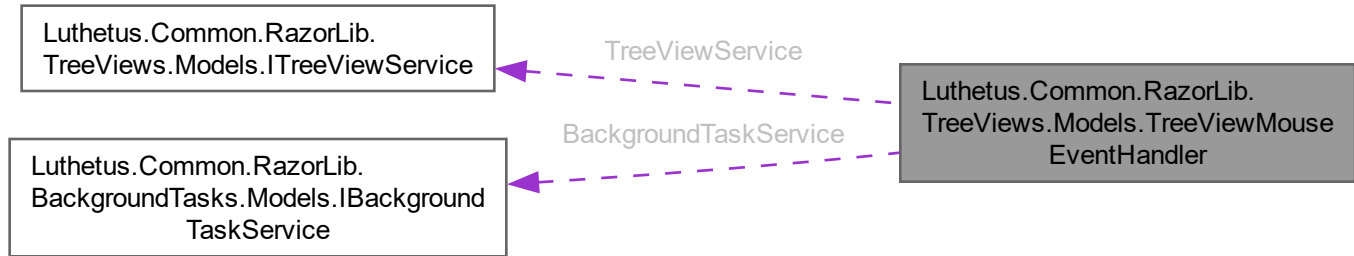 Luthetus.Common.RazorLib.
TreeViews.Models.ITreeViewService
TreeViewService
Luthetus.Common.RazorLib.
TreeViews.Models.TreeViewMouse
EventHandler
BackgroundTaskService
Luthetus.Common.RazorLib.
BackgroundTasks.Models.IBackground
TaskService